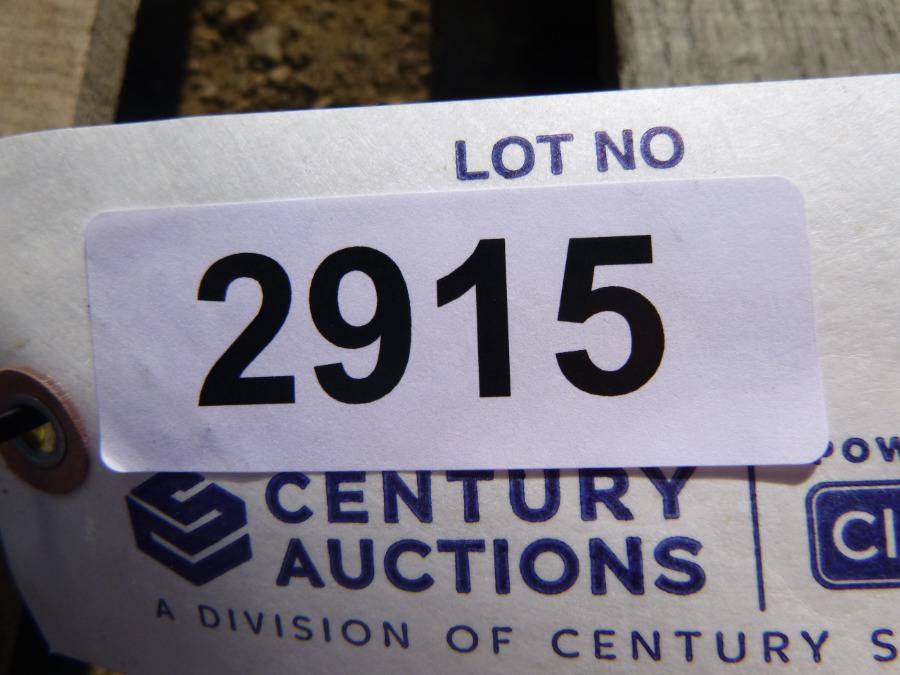 LOT NO
2915
CENTURY
AUCTIONS
A DIVISION OF CENTURY